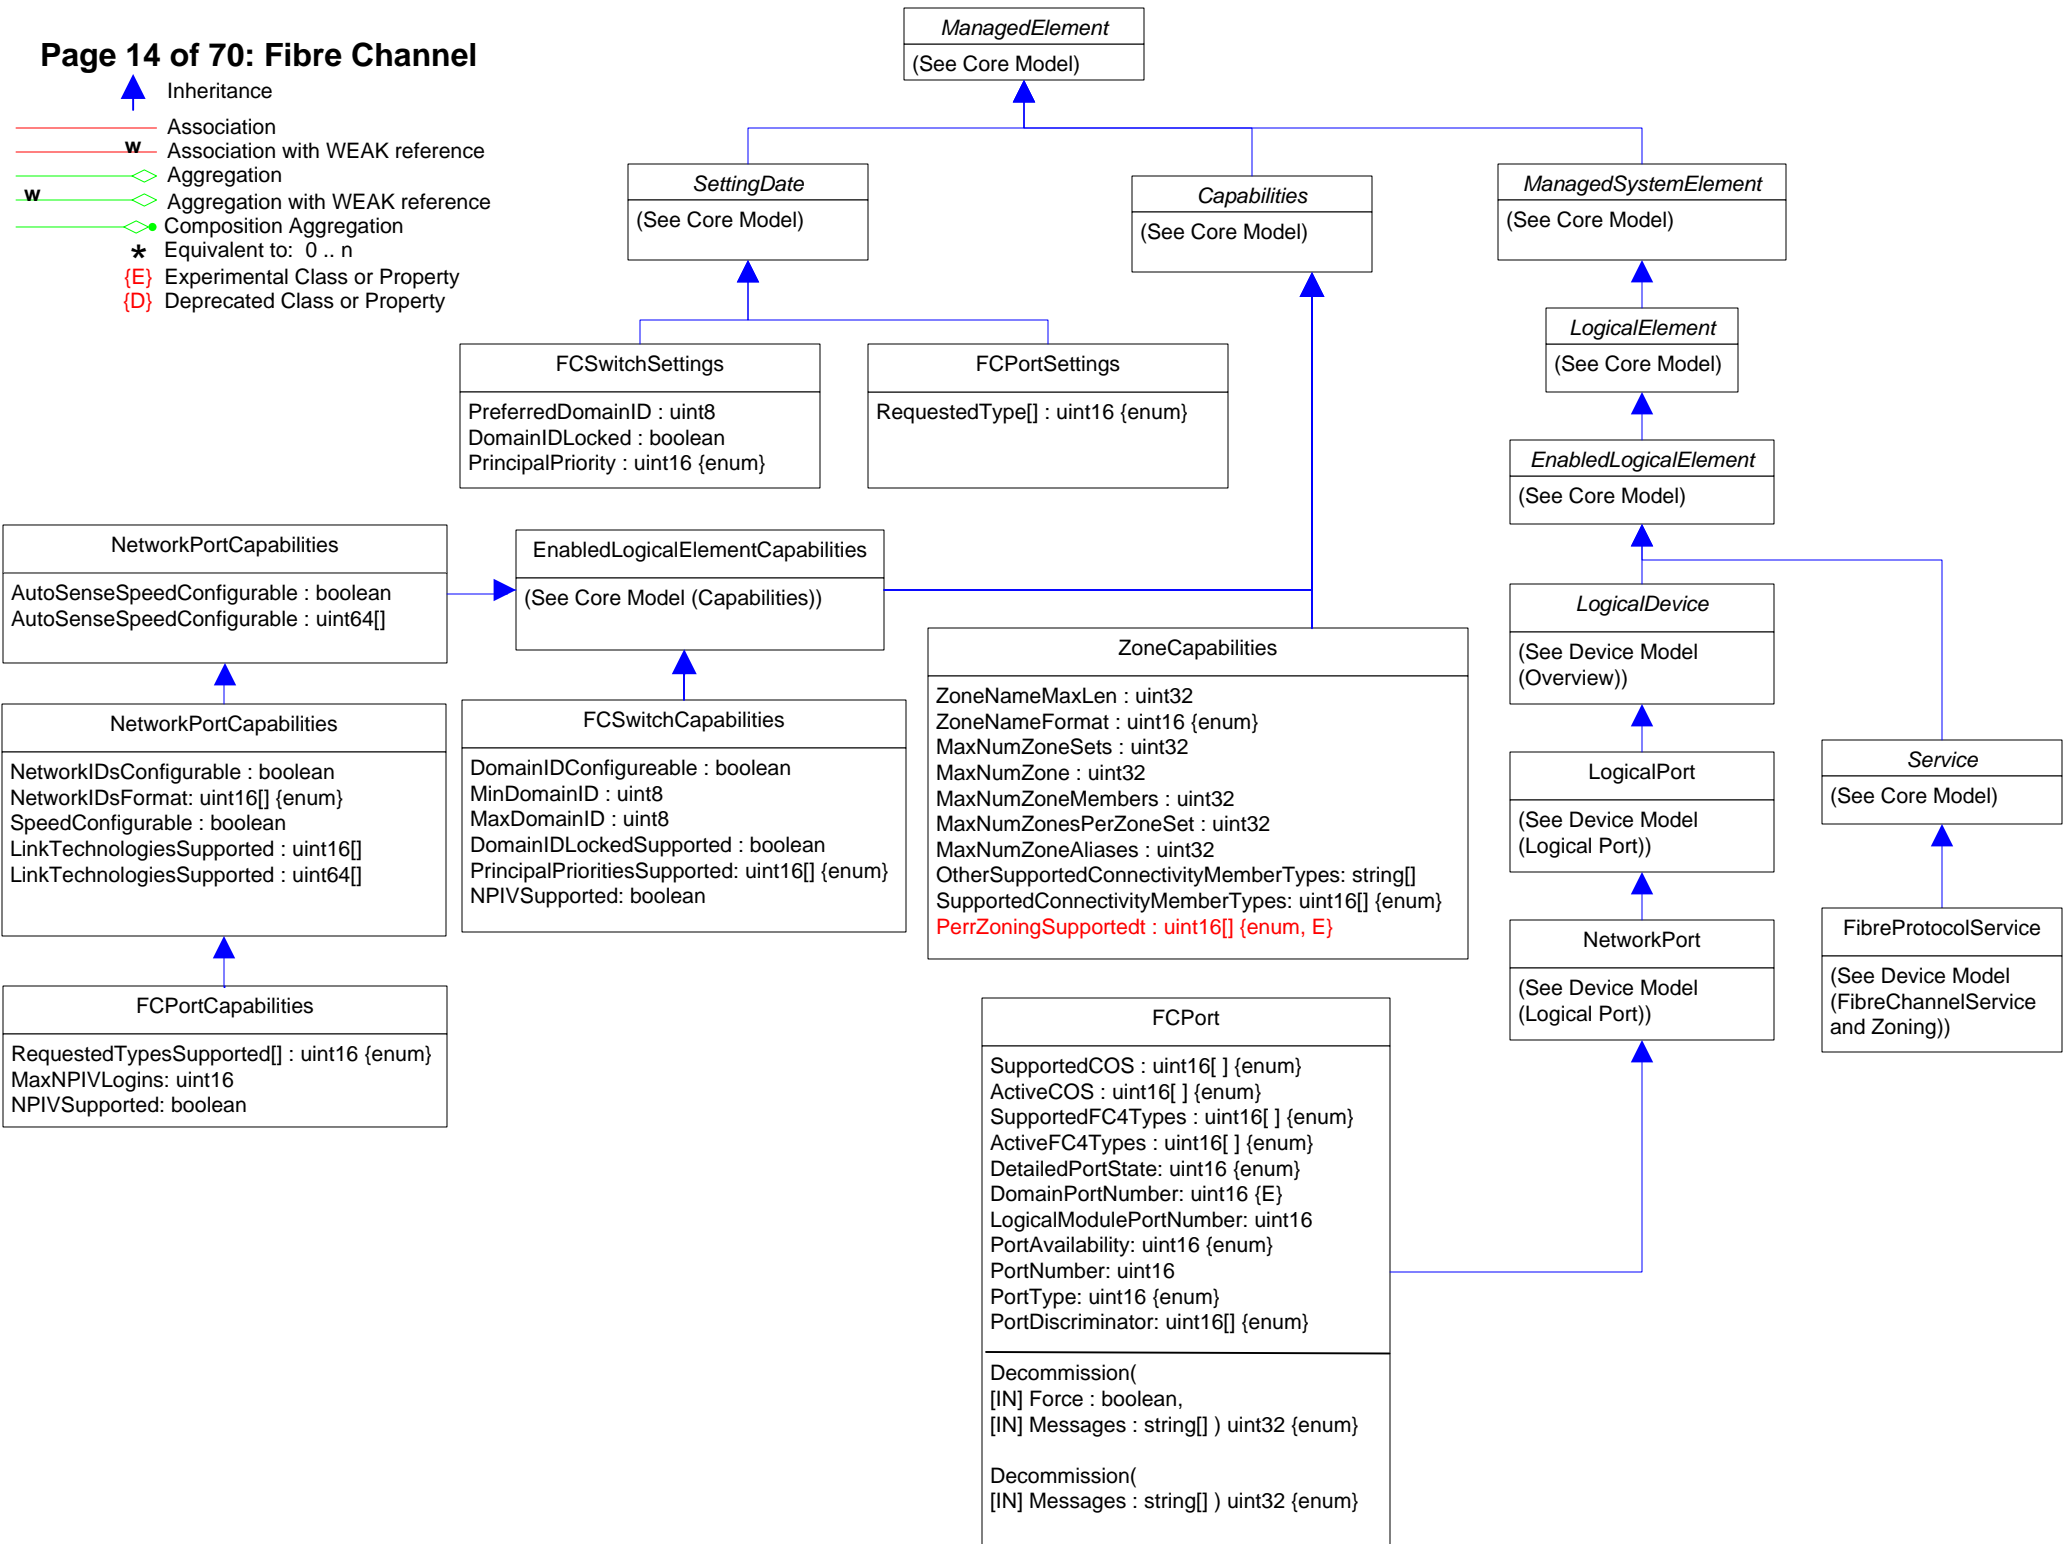 Page 14 of 70: Fibre Channel
Inheritance
Association
w
Association with WEAK reference
Aggregation
w
Aggregation with WEAK reference
Composition Aggregation
* Equivalent to: 0 .. n
{E} Experimental Class or Property
{D} Deprecated Class or Property
ManagedElement
(See Core Model)
SettingDate
(See Core Model)
Capabilities
(See Core Model)
ManagedSystemElement
(See Core Model)
LogicalElement
(See Core Model)
FCSwitchSettings
PreferredDomainID : uint8
DomainIDLocked : boolean
PrincipalPriority : uint16 {enum}
FCPortSettings
RequestedType[] : uint16 {enum}
EnabledLogicalElement
(See Core Model)
NetworkPortCapabilities
AutoSenseSpeedConfigurable : boolean
AutoSenseSpeedConfigurable : uint64[]
EnabledLogicalElementCapabilities
(See Core Model (Capabilities))
LogicalDevice
(See Device Model
(Overview))
ZoneCapabilities
ZoneNameMaxLen : uint32
ZoneNameFormat : uint16 {enum}
MaxNumZoneSets : uint32
MaxNumZone : uint32
MaxNumZoneMembers : uint32
MaxNumZonesPerZoneSet : uint32
MaxNumZoneAliases : uint32
OtherSupportedConnectivityMemberTypes: string[]
SupportedConnectivityMemberTypes: uint16[] {enum}
PerrZoningSupportedt : uint16[] {enum, E}
NetworkPortCapabilities
NetworkIDsConfigurable : boolean
NetworkIDsFormat: uint16[] {enum}
SpeedConfigurable : boolean
LinkTechnologiesSupported : uint16[]
LinkTechnologiesSupported : uint64[]
FCSwitchCapabilities
DomainIDConfigureable : boolean
MinDomainID : uint8
MaxDomainID : uint8
DomainIDLockedSupported : boolean
PrincipalPrioritiesSupported: uint16[] {enum}
NPIVSupported: boolean
LogicalPort
(See Device Model
(Logical Port))
Service
(See Core Model)
NetworkPort
(See Device Model
(Logical Port))
FibreProtocolService
(See Device Model
(FibreChannelService
and Zoning))
FCPortCapabilities
RequestedTypesSupported[] : uint16 {enum}
MaxNPIVLogins: uint16
NPIVSupported: boolean
FCPort
SupportedCOS : uint16[ ] {enum}
ActiveCOS : uint16[ ] {enum}
SupportedFC4Types : uint16[ ] {enum}
ActiveFC4Types : uint16[ ] {enum}
DetailedPortState: uint16 {enum}
DomainPortNumber: uint16 {E}
LogicalModulePortNumber: uint16
PortAvailability: uint16 {enum}
PortNumber: uint16
PortType: uint16 {enum}
PortDiscriminator: uint16[] {enum}
Decommission(
[IN] Force : boolean,
[IN] Messages : string[] ) uint32 {enum}
Decommission(
[IN] Messages : string[] ) uint32 {enum}